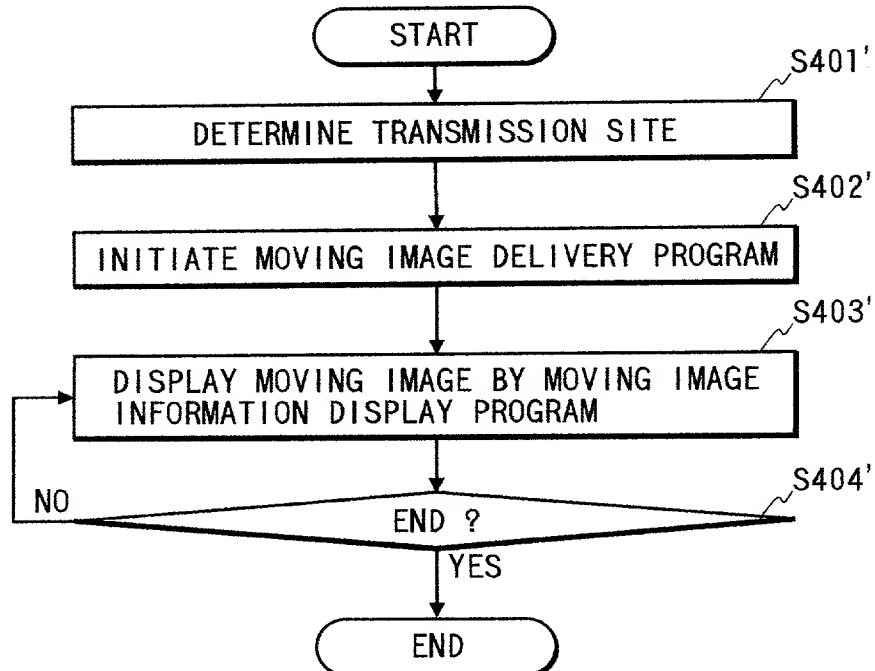 START
S401'
DETERMINE TRANSMISSION SITE
S402'
INITIATE MOVING IMAGE DELIVERY PROGRAM
S403'
DISPLAY MOVING IMAGE BY MOVING IMAGE
INFORMATION DISPLAY PROGRAM
S404'
NO
END ?
YES
END